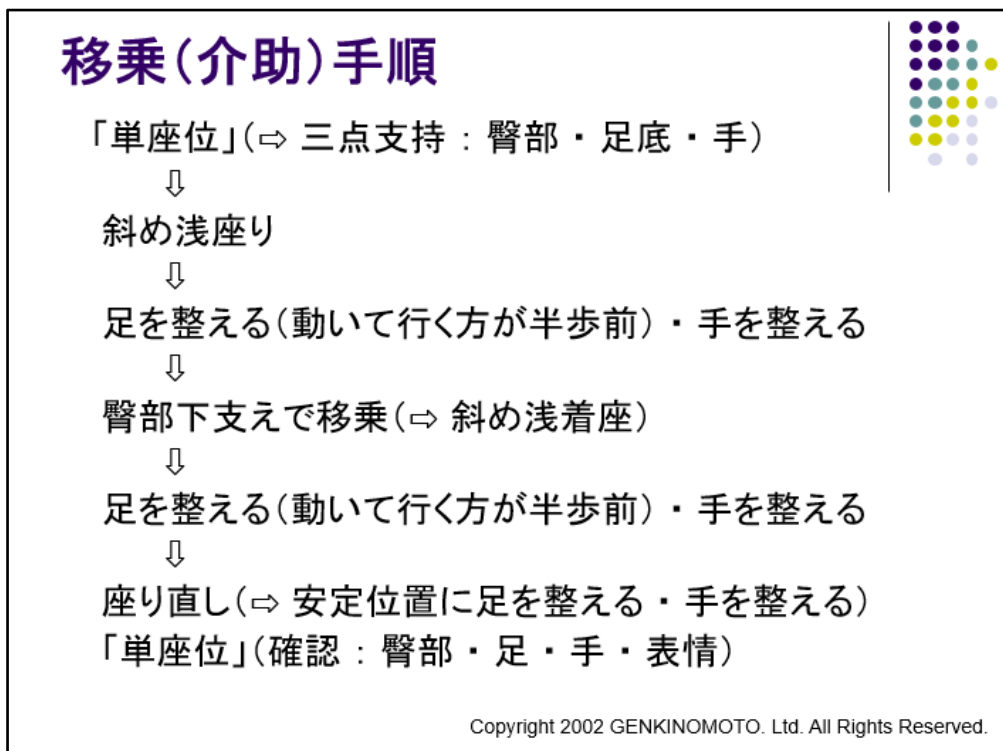 移乗(介助)手順
「単座位」(⇨ 三点支持 : 臀部 ・ 足底 ・ 手)
⇩
斜め浅座り
⇩
足を整える(動いて行く方が半歩前) ・ 手を整える
⇩
臀部下支えで移乗(⇨ 斜め浅着座)
⇩
足を整える(動いて行く方が半歩前) ・ 手を整える
⇩
座り直し(⇨ 安定位置に足を整える ・ 手を整える)
「単座位」(確認 : 臀部 ・ 足 ・ 手 ・ 表情)
Copyright 2002 GENKINOMOTO. Ltd. All Rights Reserved.